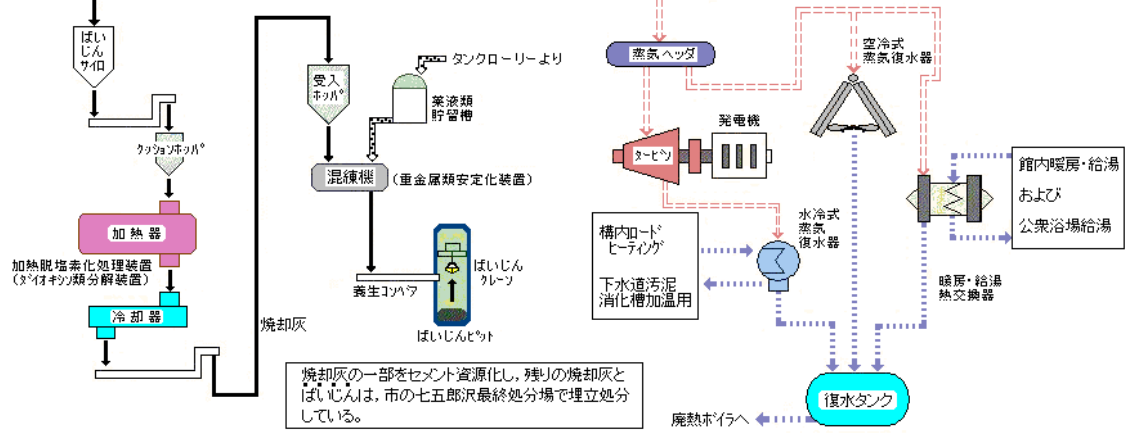 ばい
じん
サイロ
クッションホッパ
加熱器
加熱脱塩素化処理装置
(ダイオキシン類分解装置)
冷却器
焼却灰
受入
ホッパ
タンクローリーより
薬液類
貯留槽
混練機
(重金属類安定化装置)
養生コンベア
ばいじん
クレーン
ばいじんピット
焼却灰の一部をセメント資源化し,残りの焼却灰と
ばいじんは,市の七五郎沢最終処分場で埋立処分
している。
蒸気ヘッダ
空冷式
蒸気復水器
発電機
タービン
構内ロード
ヒーティング
下水道汚泥
消化槽加温用
水冷式
蒸気
復水器
館内暖房・給湯
および
公衆浴場給湯
暖房・給湯
熱交換器
復水タンク
廃熱ボイラへ